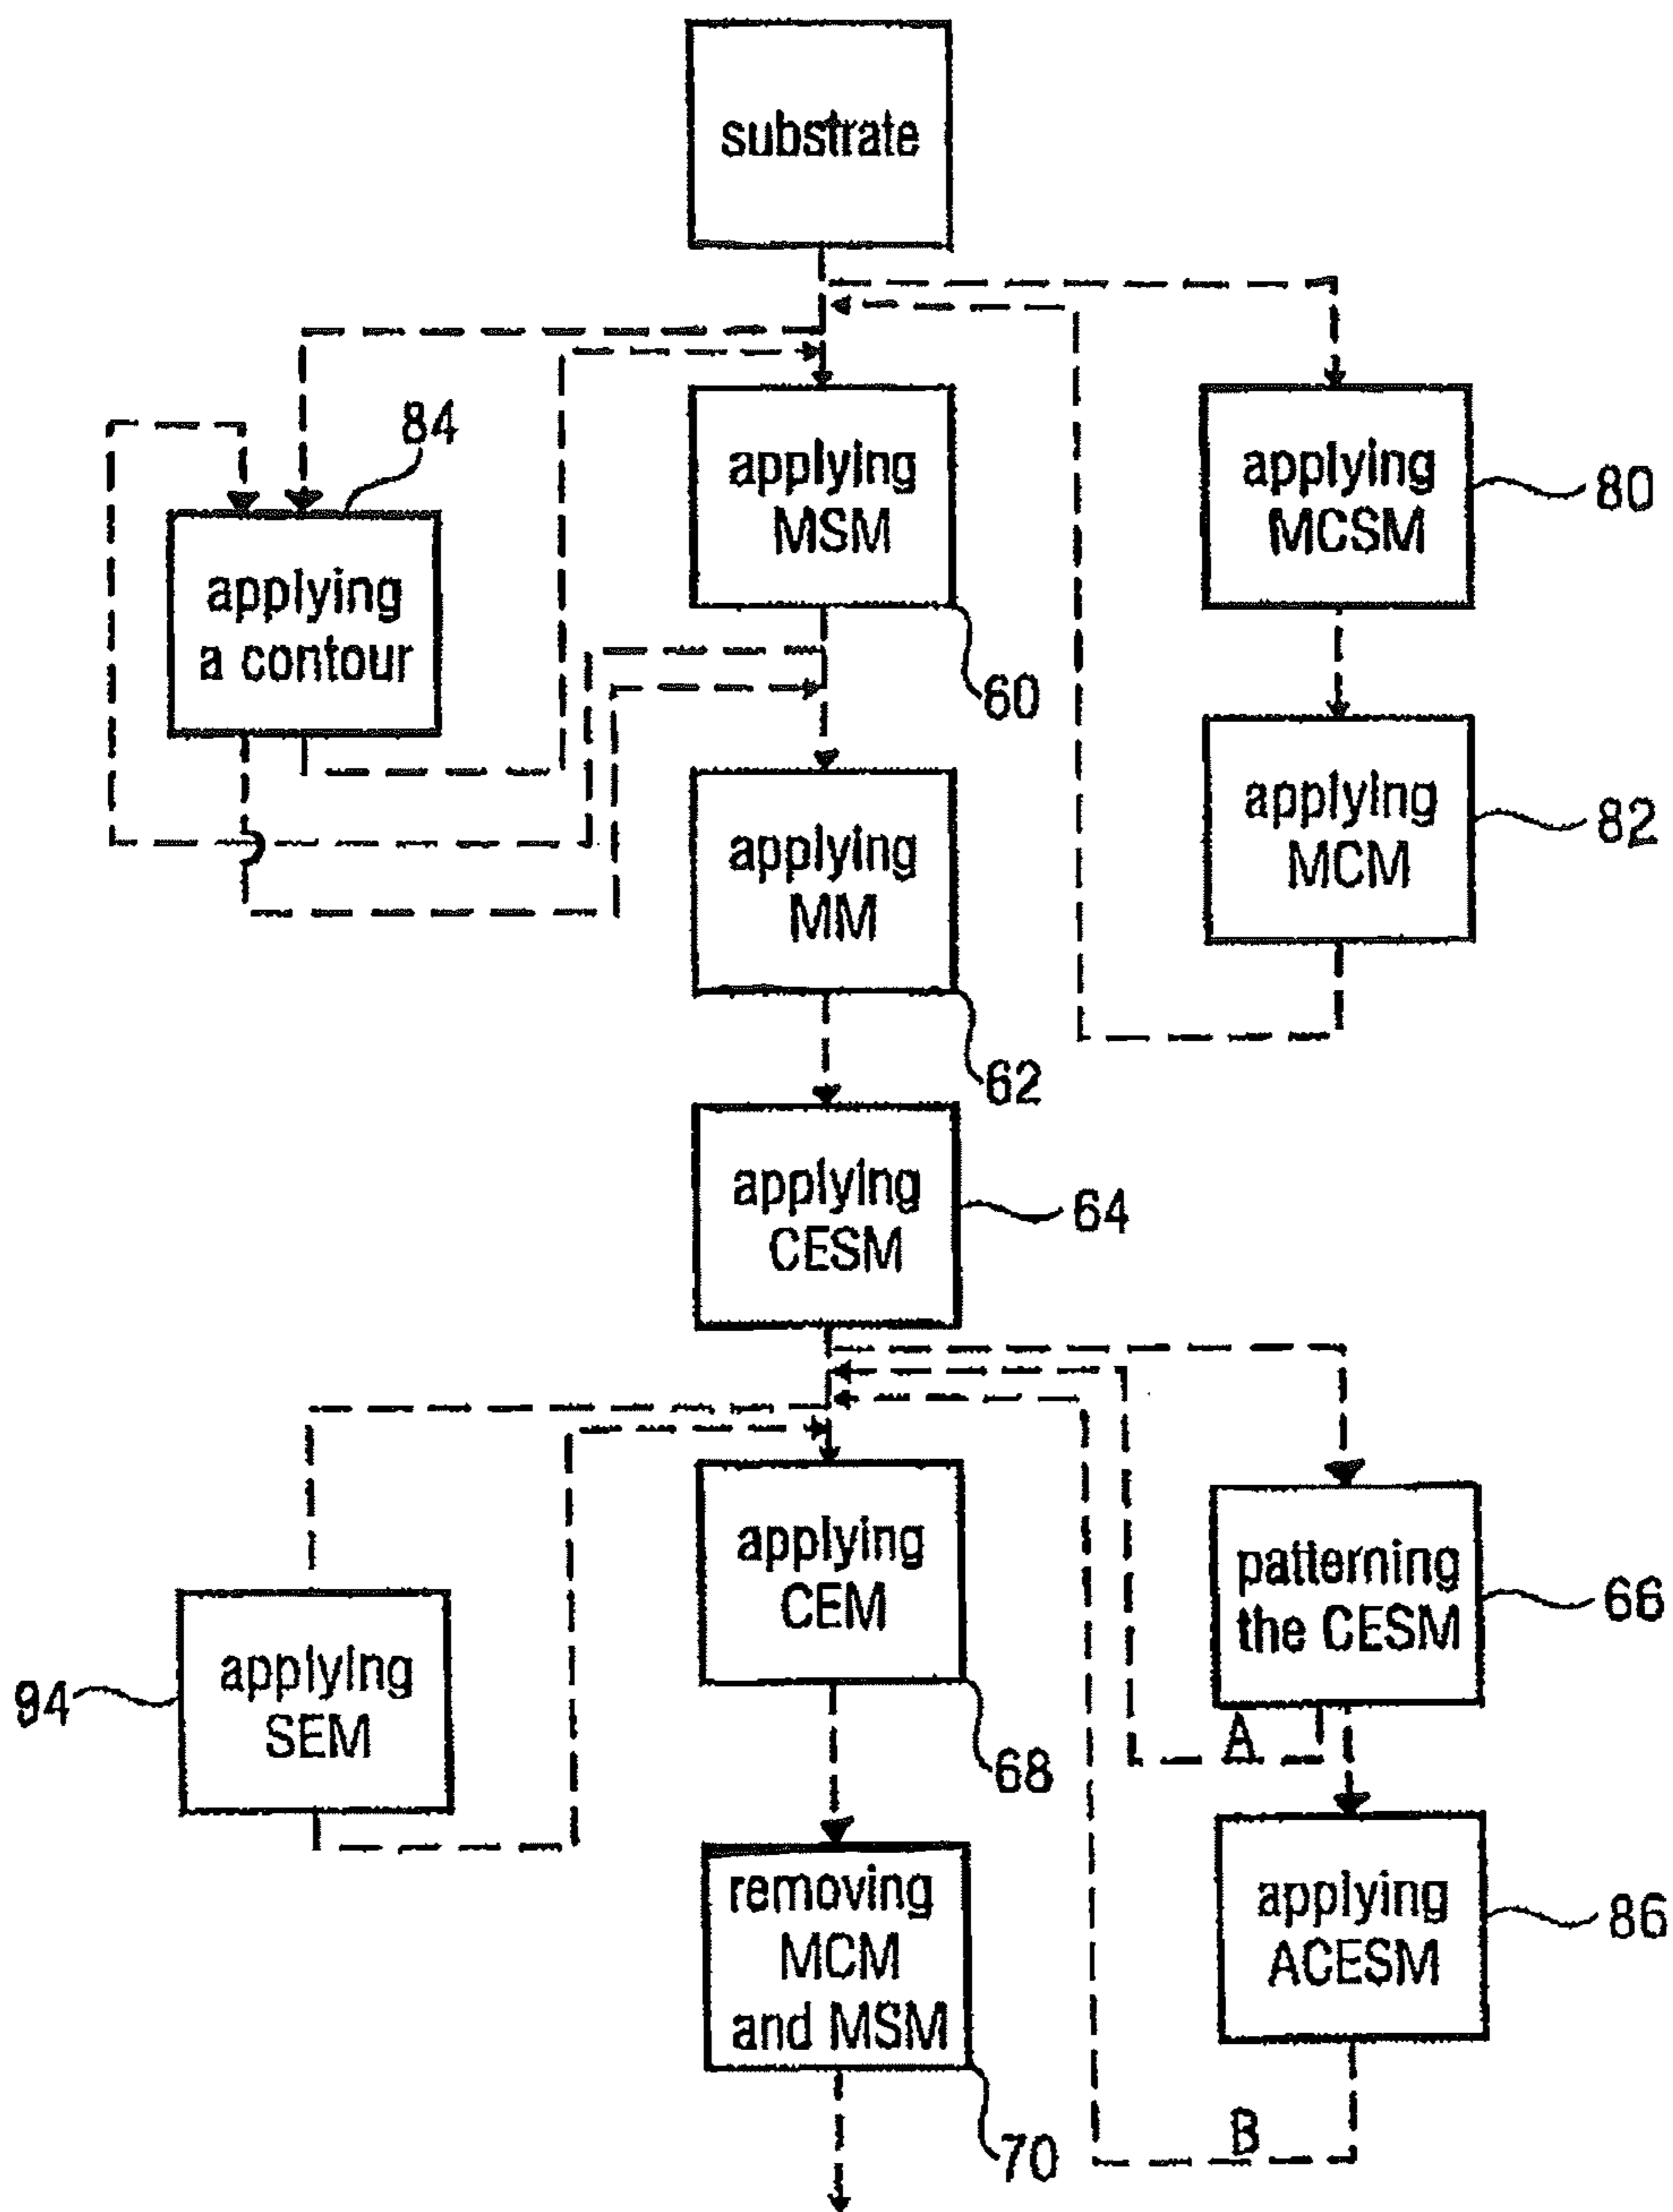 substrate
84
applying
a contour
applying
MSM
60
applying
MCSM
80
applying
MM
62
applying
MCM
82
applying
CESM
64
applying
CEM
68
patterning
the CESM
66
A
94
applying
SEM
removing
MCM
and MSM
70
applying
ACESM
86
B